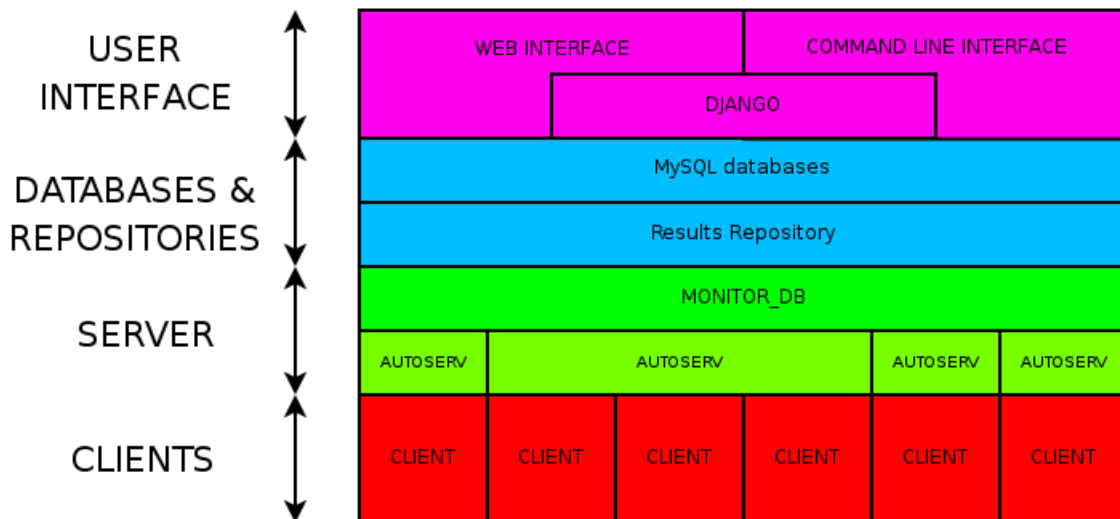 USER
INTERFACE
WEB INTERFACE
COMMAND LINE INTERFACE
DJANGO
DATABASES &
REPOSITORIES
MySQL databases
Results Repository
SERVER
MONITOR_DB
AUTOSERV
AUTOSERV
AUTOSERV
AUTOSERV
CLIENTS
CLIENT
CLIENT
CLIENT
CLIENT
CLIENT
CLIENT